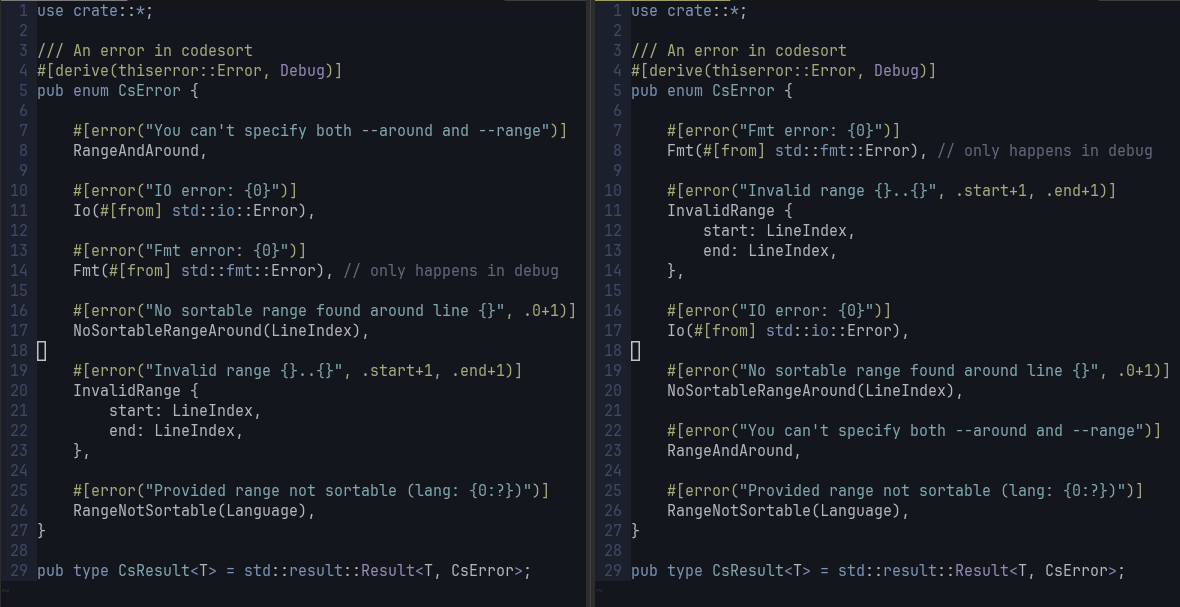 1 use crate::*;
2
3 /// An error in codesort
4 #[derive(thiserror::Error, Debug)]
5 pub enum CsError {
6
7     #[error("You can't specify both --around and --range")]
8     RangeAndAround,
9
10     #[error("IO error: {0}")]
11     Io(#[from] std::io::Error),
12
13     #[error("Fmt error: {0}")]
14     Fmt(#[from] std::fmt::Error), // only happens in debug
15
16     #[error("No sortable range found around line {}", .0+1)]
17     NoSortableRangeAround(LineIndex),
18
19     #[error("Invalid range {}..{}", .start+1, .end+1)]
20     InvalidRange {
21         start: LineIndex,
22         end: LineIndex,
23     },
24
25     #[error("Provided range not sortable (lang: {0:?})")]
26     RangeNotSortable(Language),
27 }
28
29 pub type CsResult<T> = std::result::Result<T, CsError>;
~
1 use crate::*;
2
3 /// An error in codesort
4 #[derive(thiserror::Error, Debug)]
5 pub enum CsError {
6
7     #[error("Fmt error: {0}")]
8     Fmt(#[from] std::fmt::Error), // only happens in debug
9
10     #[error("Invalid range {}..{}", .start+1, .end+1)]
11     InvalidRange {
12         start: LineIndex,
13         end: LineIndex,
14     },
15
16     #[error("IO error: {0}")]
17     Io(#[from] std::io::Error),
18
19     #[error("No sortable range found around line {}", .0+1)]
20     NoSortableRangeAround(LineIndex),
21
22     #[error("You can't specify both --around and --range")]
23     RangeAndAround,
24
25     #[error("Provided range not sortable (lang: {0:?})")]
26     RangeNotSortable(Language),
27 }
28
29 pub type CsResult<T> = std::result::Result<T, CsError>;
~